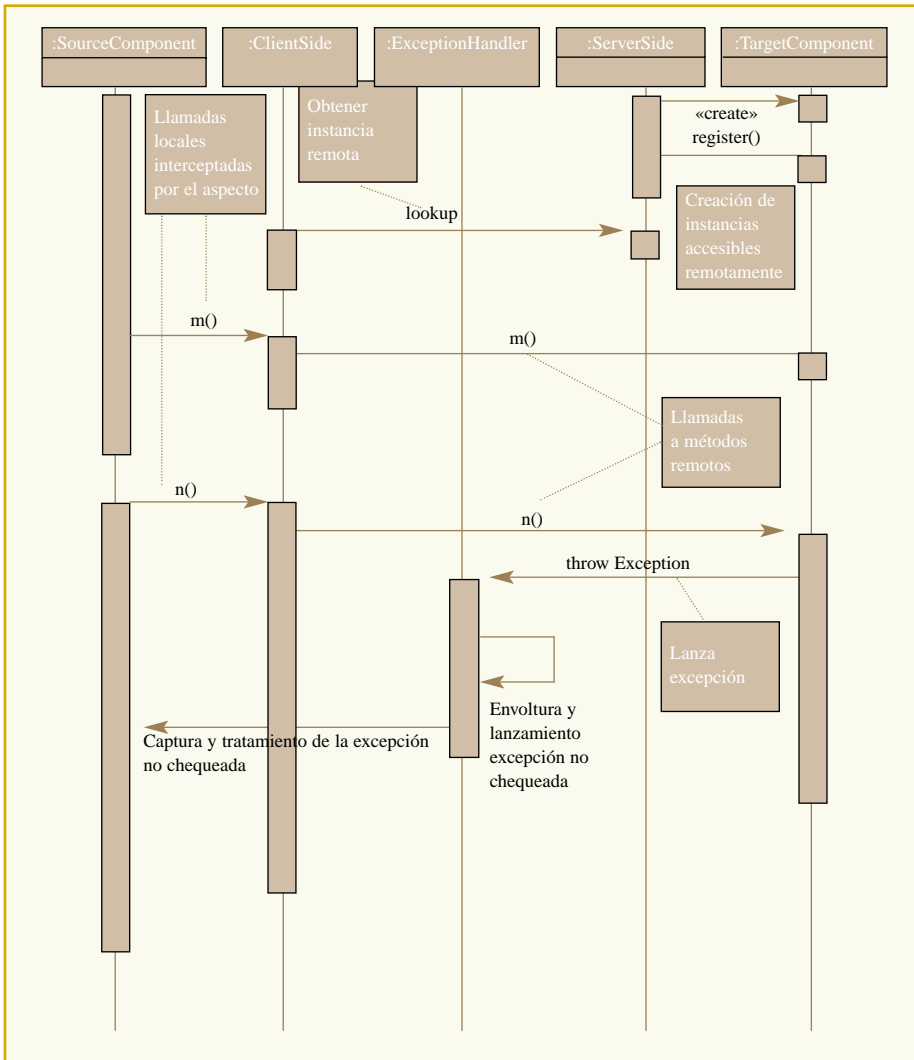 :SourceComponent
:ClientSide
:ExceptionHandler
:ServerSide
:TargetComponent
Llamadas
locales
interceptadas
por el aspecto
Obtener
instancia
remota
«create»
register()
lookup
Creación de
instancias
accesibles
remotamente
m()
m()
Llamadas
a métodos
remotos
n()
n()
throw Exception
Lanza
excepción
Envoltura y
lanzamiento
excepción no
chequeada
Captura y tratamiento de la excepción
no chequeada